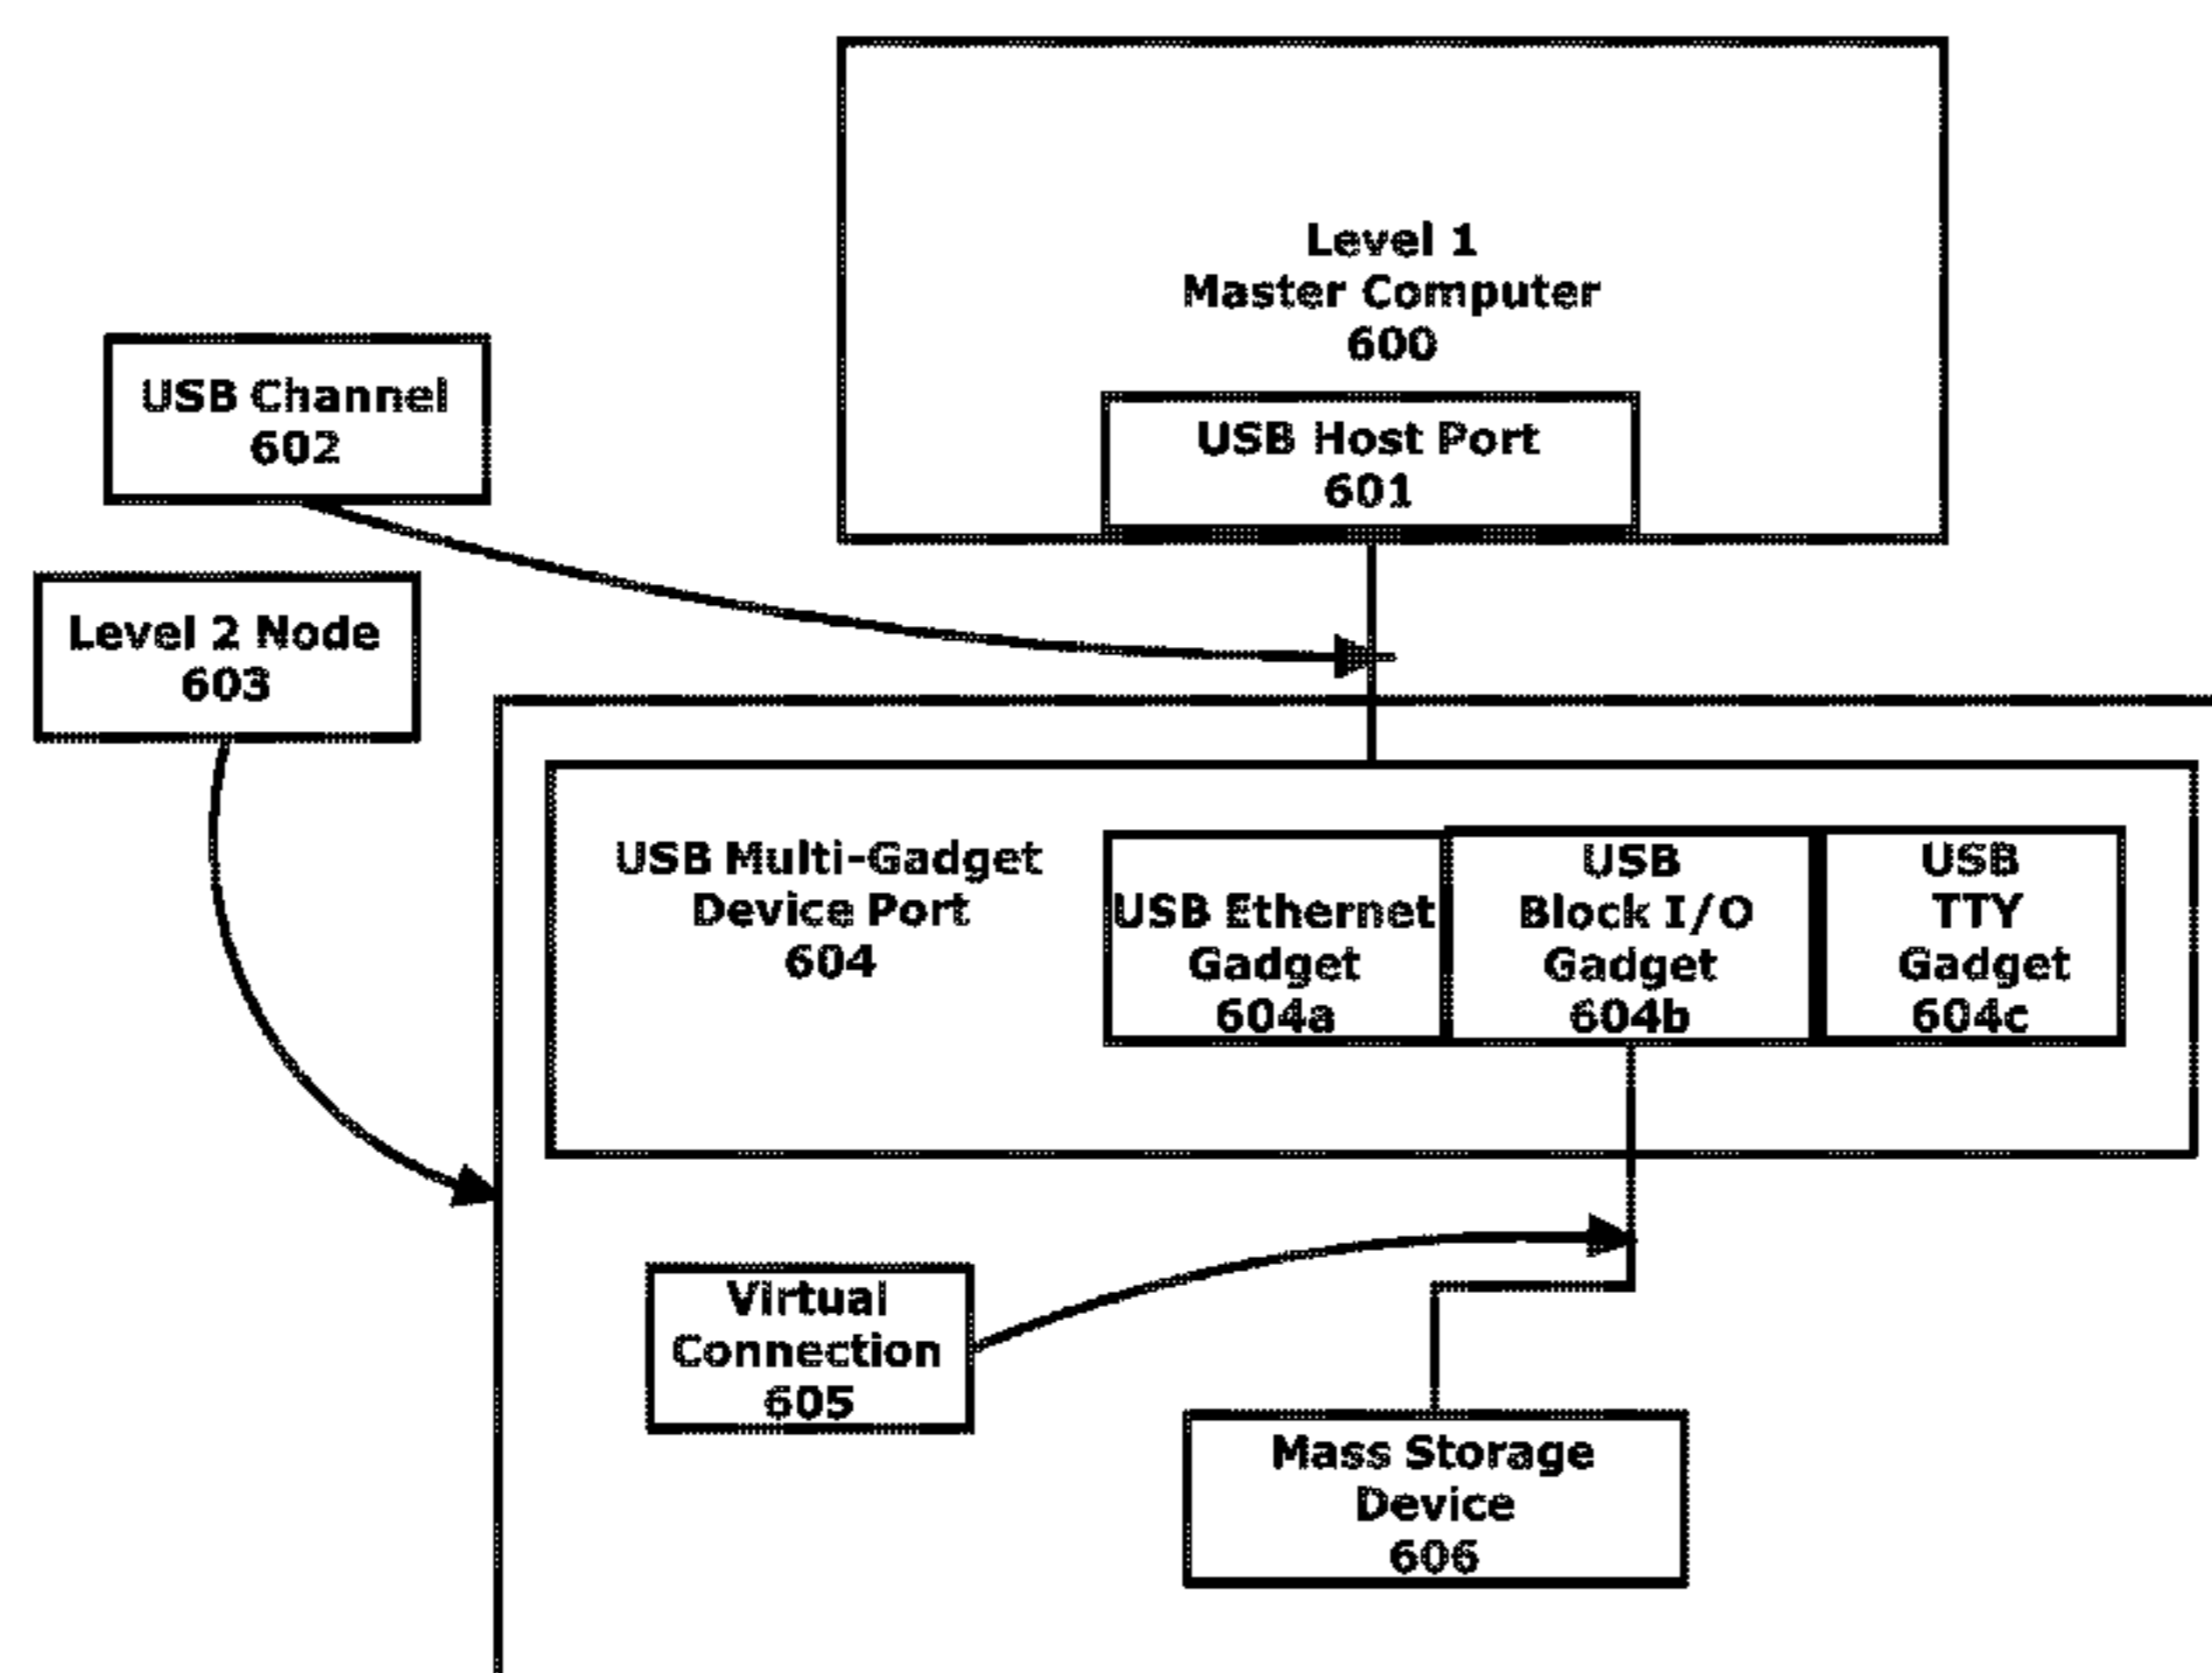 Level 1
Master Computer
600
USB Host Port
601
USB Channel
602
Level 2 Node
603
USB Multi-Gadget
Device Port
604
USB Ethernet
Gadget
604a
USB
Block I/O
Gadget
604b
USB
TTY
Gadget
604c
Virtual
Connection
605
Mass Storage
Device
606